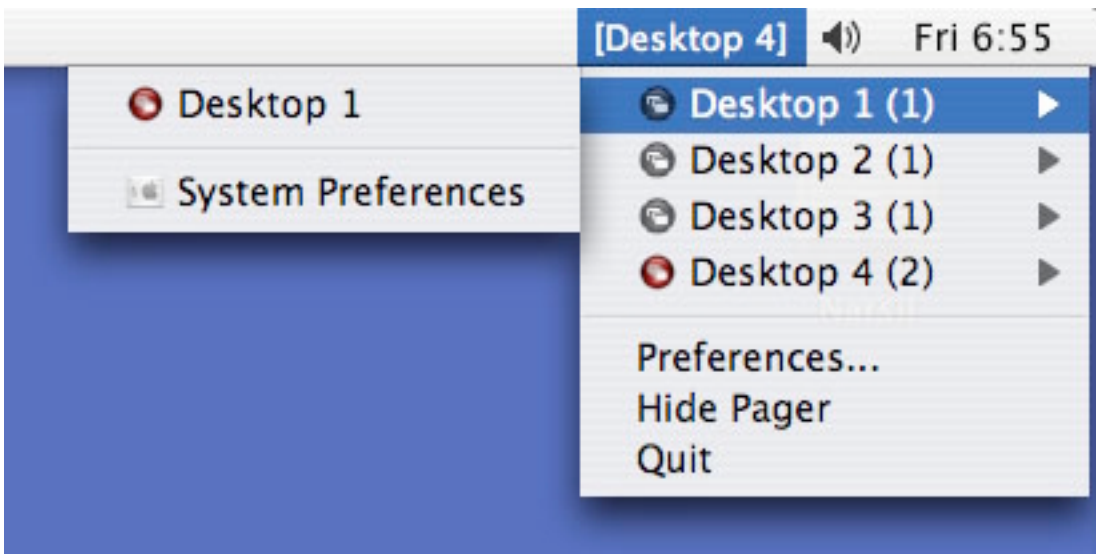 [Desktop 4] Fri 6:55
Desktop 1
System Preferences
Desktop 1 (1)
Desktop 2 (1)
Desktop 3 (1)
Desktop 4 (2)
Preferences...
Hide Pager
Quit